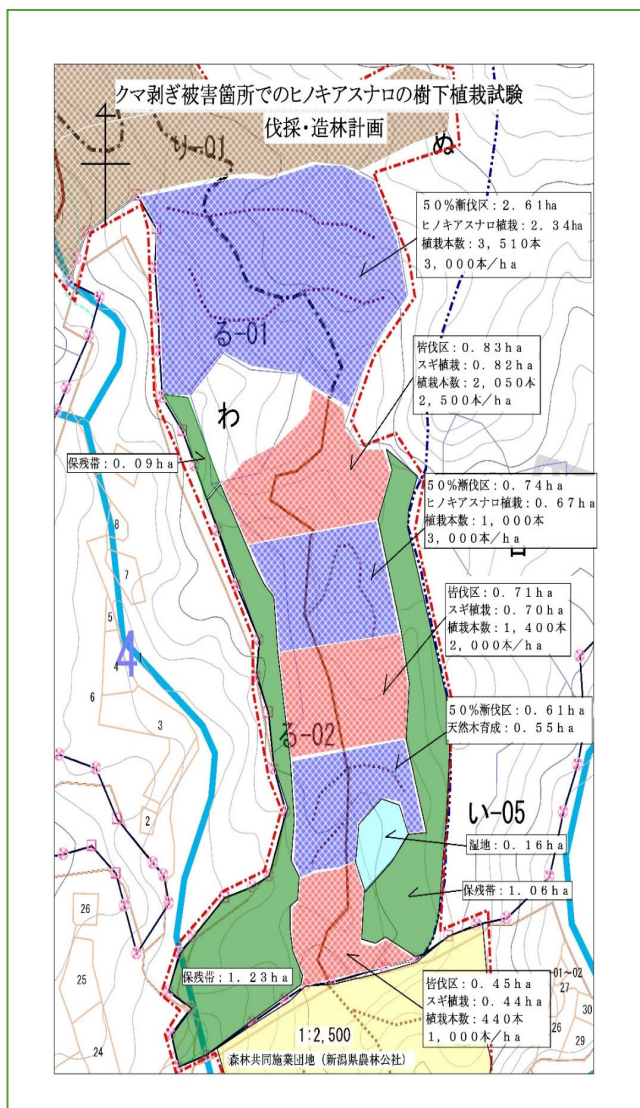 クマ剥ぎ被害箇所でのヒノキアスナロの樹下植栽試験
伐採・造林計画
り-01
ぬ
50％漸伐区：2.61ha
ヒノキアスナロ植栽：2.34ha
植栽本数：3,510本
3,000本／ha
る-01
皆伐区：0.83ha
スギ植栽：0.82ha
植栽本数：2,050本
2,500本／ha
わ
保残帯：0.09ha
50％漸伐区：0.74ha
ヒノキアスナロ植栽：0.67ha
植栽本数：1,000本
3,000本／ha
8
7
5
4
4
6
3
2
皆伐区：0.71ha
スギ植栽：0.70ha
植栽本数：1,400本
2,000本／ha
50％漸伐区：0.61ha
天然木育成：0.55ha
る-02
い-05
湿地：0.16ha
保残帯：1.06ha
26
25
24
保残帯：1.23ha
皆伐区：0.45ha
スギ植栽：0.44ha
植栽本数：440本
1,000本／ha
-01～02
27
26
30
29
1:2,500
森林共同施業団地（新潟県農林公社）